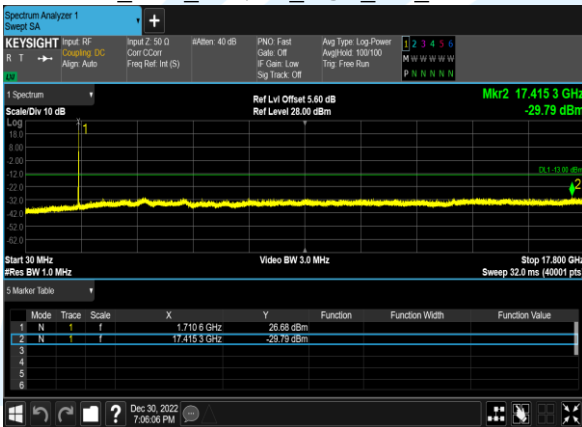 Spectrum Analyzer 1
Swept SA
+
KEYSIGHT Input: RF Input Z: 50 Ω #Atten: 40 dB PNO: Fast Avg Type: Log-Power 1 2 3 4 5 6
R T Coupling: DC Corr CCorr Gate: Off Avg|Hold: 100/100 M W W W W W
Align: Auto Freq Ref: Int (S) IF Gain: Low Trig: Free Run
LV Sig Track: Off P N N N N N
1 Spectrum Mkr2 17.415 3 GHz
Ref Lvl Offset 5.60 dB
Scale/Div 10 dB Ref Level 28.00 dBm -29.79 dBm
Log
1
18.0
8.00
-2.00
-12.0 DL1 -13.00 dBm
-22.0 2
-32.0
-42.0
-52.0
-62.0
Start 30 MHz Video BW 3.0 MHz Stop 17.800 GHz
#Res BW 1.0 MHz Sweep 32.0 ms (40001 pts
5 Marker Table
Mode Trace Scale X Y Function Function Width Function Value
1 N 1 f 1.710 6 GHz 26.68 dBm
2 N 1 f 17.415 3 GHz -29.79 dBm
3
4
5
6
? Dec 30, 2022
7:06:06 PM